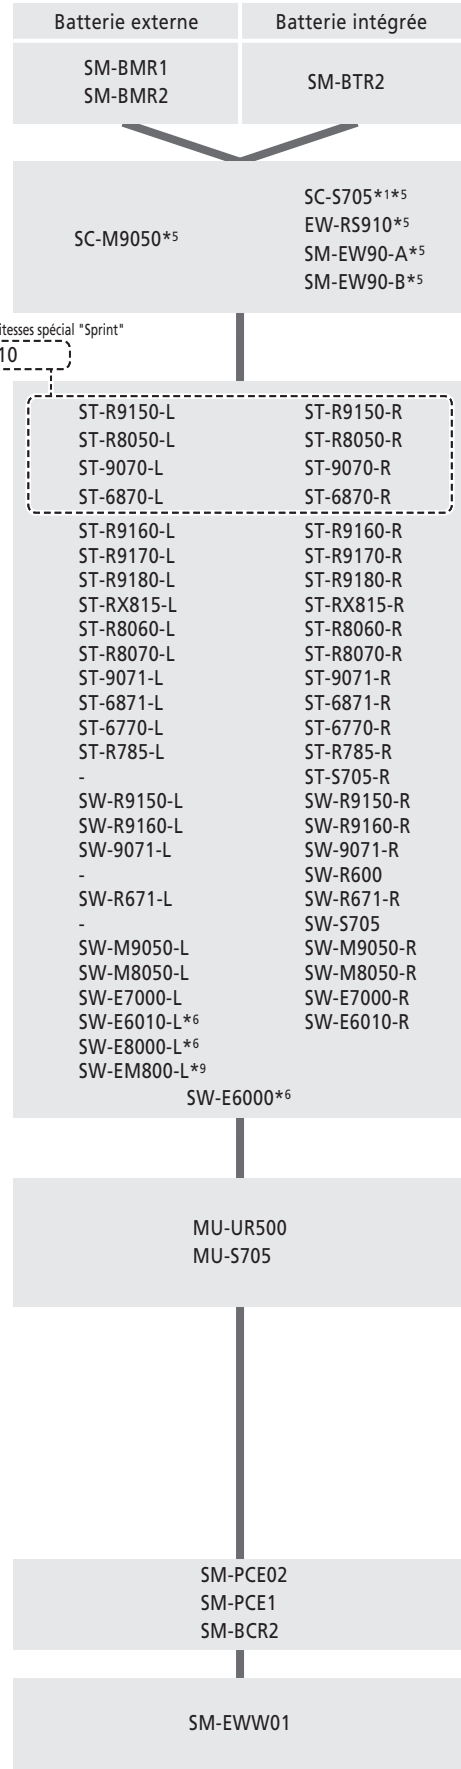 Batterie externe Batterie intégrée
SM-BMR1
SM-BMR2
SM-BTR2
SC-M9050*5
SC-S705*1*5
EW-RS910*5
SM-EW90-A*5
SM-EW90-B*5
spécial "Sprint"
10
ST-R9150-L ST-R9150-R
ST-R8050-L ST-R8050-R
ST-9070-L ST-9070-R
ST-6870-L ST-6870-R
ST-R9160-L ST-R9160-R
ST-R9170-L ST-R9170-R
ST-R9180-L ST-R9180-R
ST-RX815-L ST-RX815-R
ST-R8060-L ST-R8060-R
ST-R8070-L ST-R8070-R
ST-9071-L ST-9071-R
ST-6871-L ST-6871-R
ST-6770-L ST-6770-R
ST-R785-L ST-R785-R
- ST-S705-R
SW-R9150-L SW-R9150-R
SW-R9160-L SW-R9160-R
SW-9071-L SW-9071-R
- SW-R600
SW-R671-L SW-R671-R
- SW-S705
SW-M9050-L SW-M9050-R
SW-M8050-L SW-M8050-R
SW-E7000-L SW-E7000-R
SW-E6010-L*6 SW-E6010-R
SW-E8000-L*6
SW-EM800-L*9
SW-E6000*6
MU-UR500
MU-S705
SM-PCE02
SM-PCE1
SM-BCR2
SM-EWW01